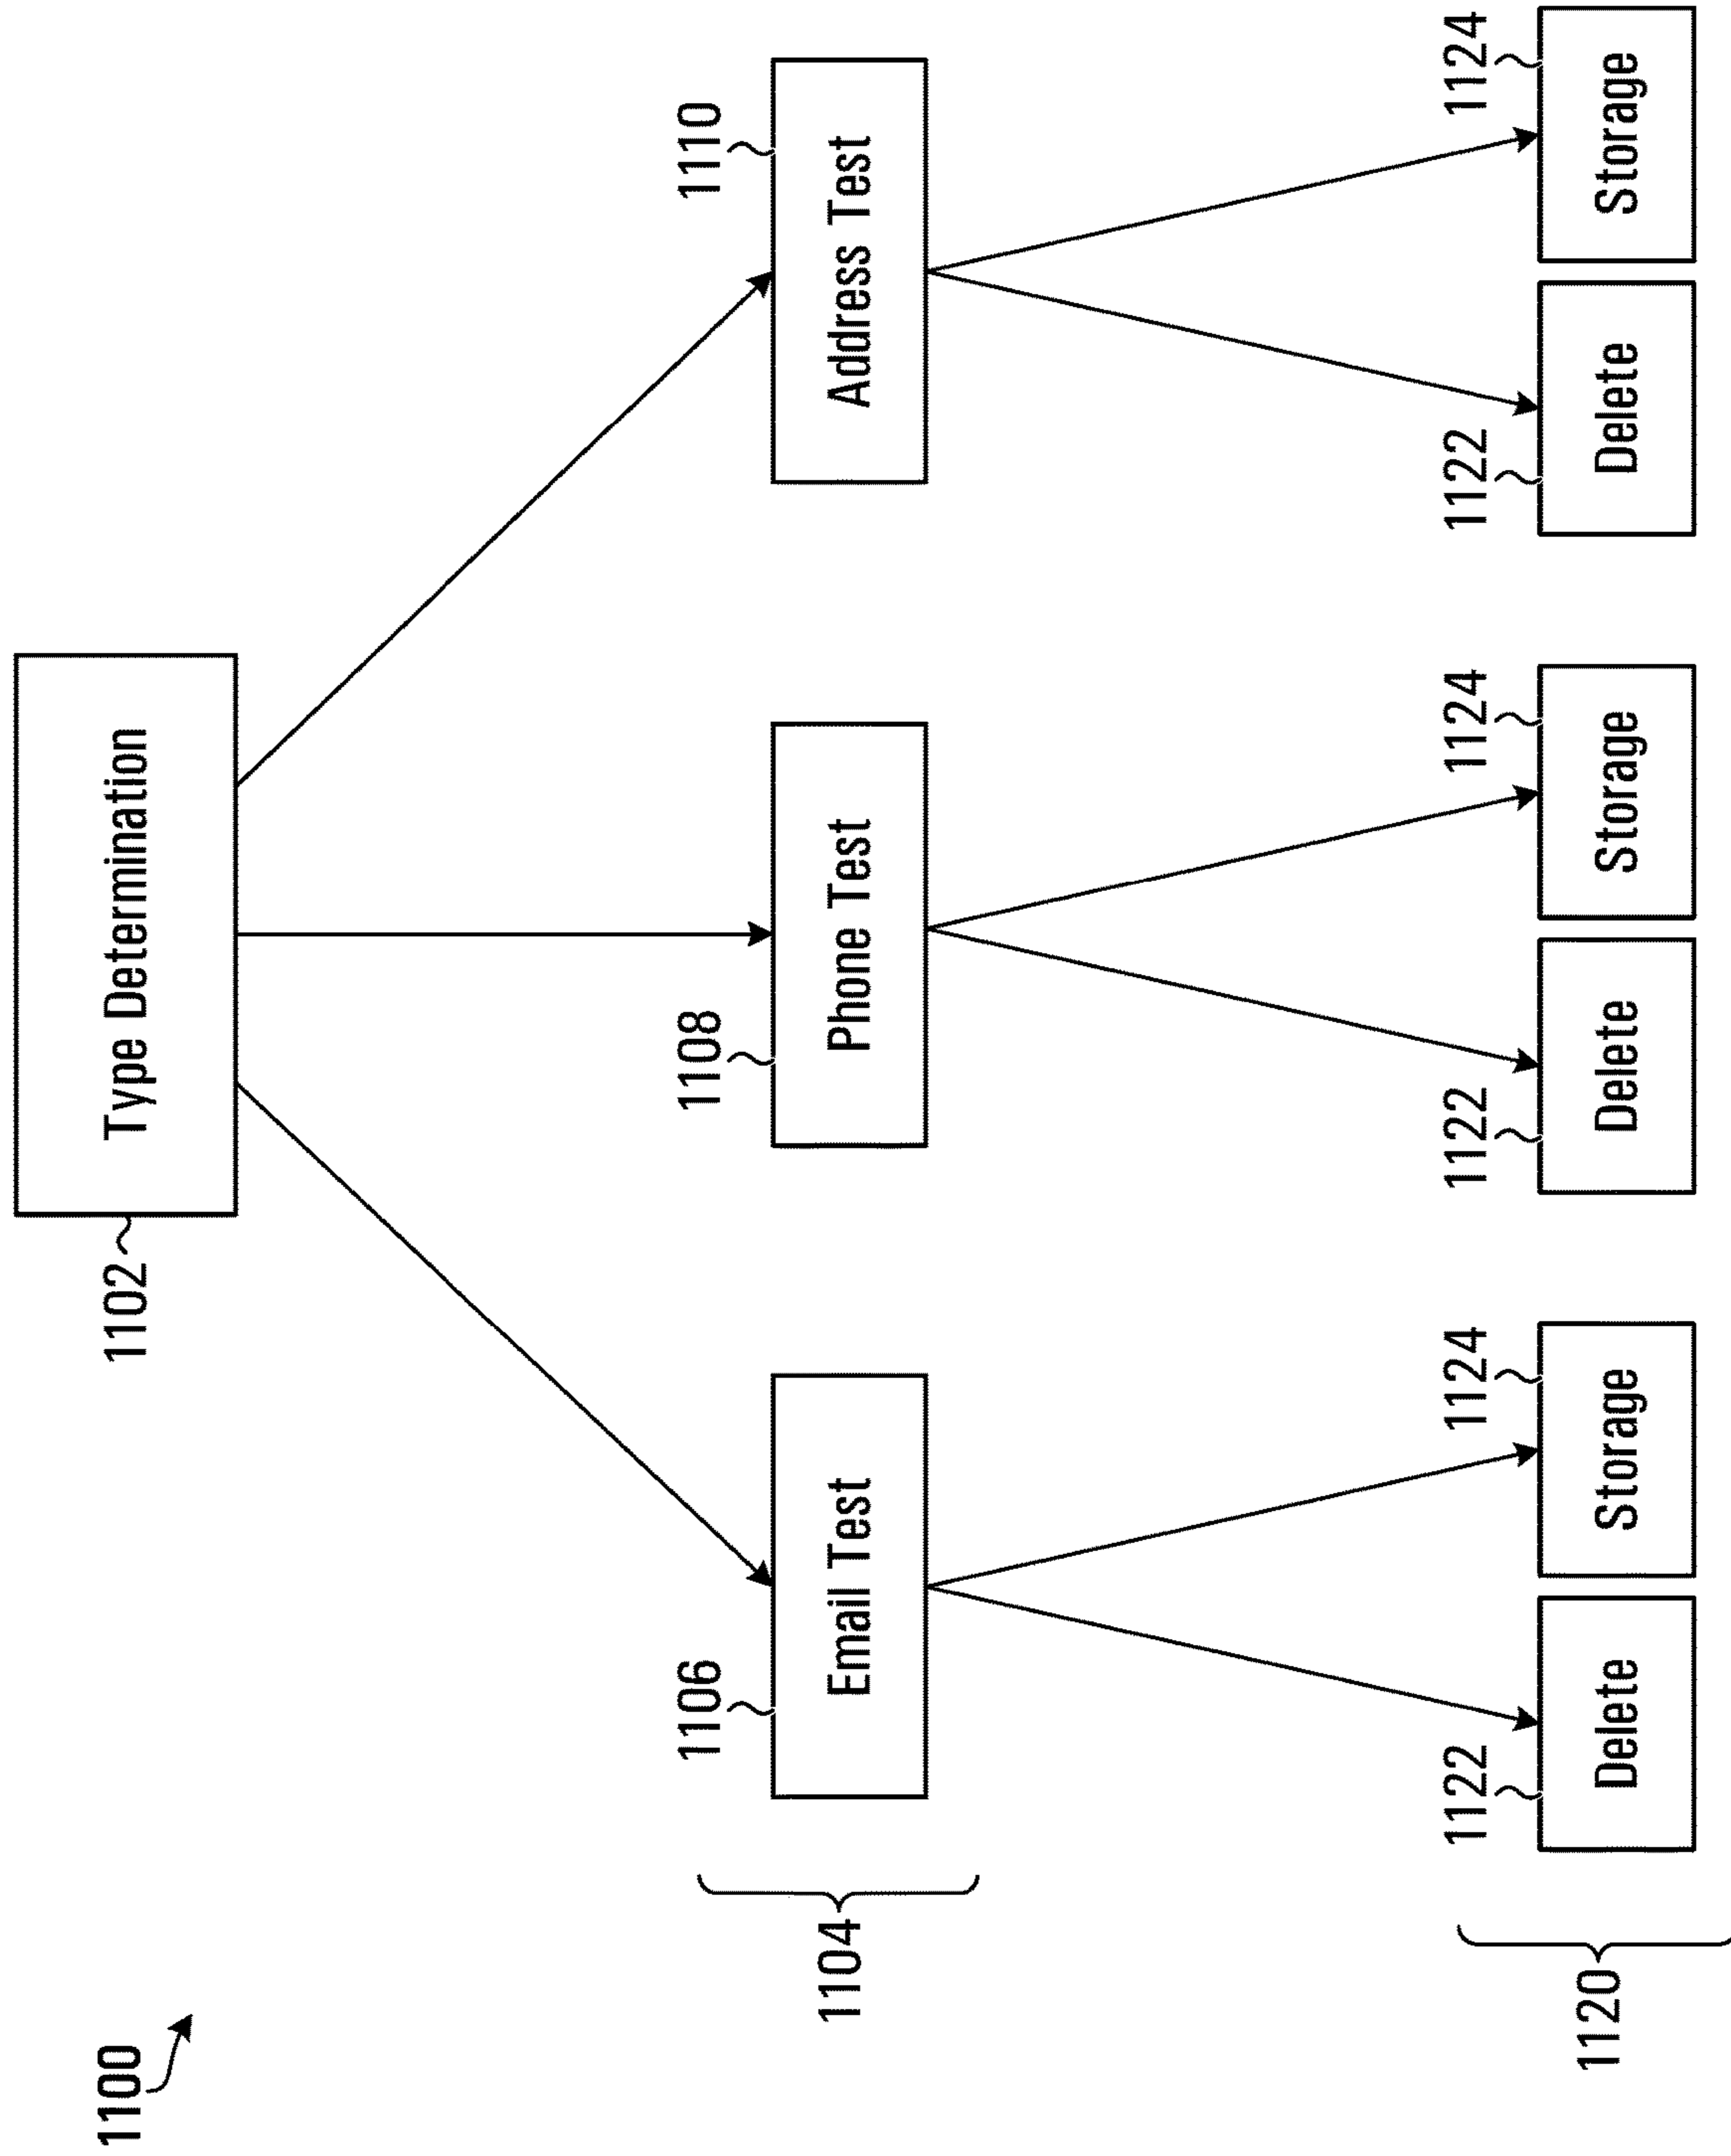 1100
1102
Type Determination
1104
1106
Email Test
1108
Phone Test
1110
Address Test
1120
1122
Delete
1124
Storage
1122
Delete
1124
Storage
1122
Delete
1124
Storage